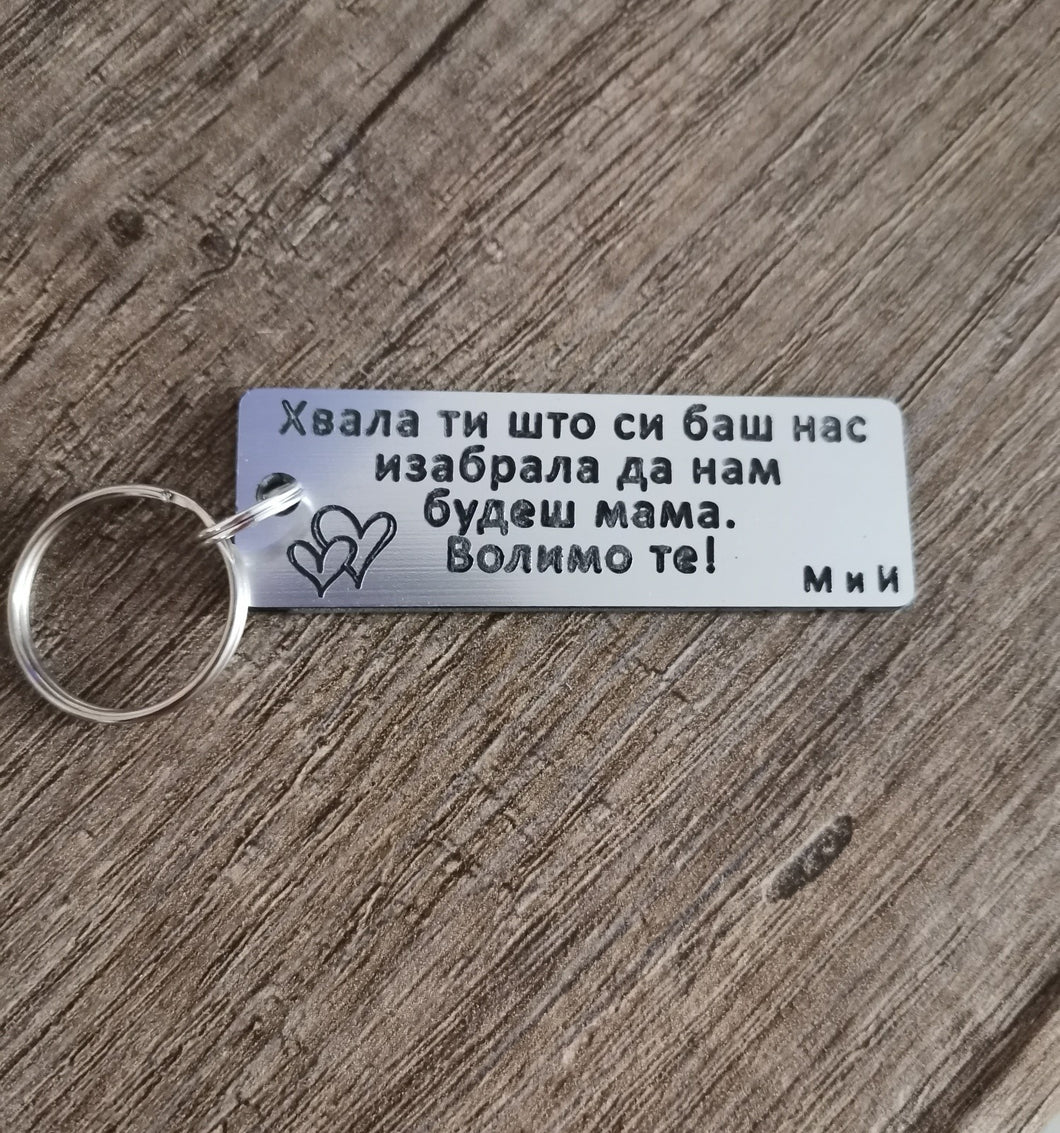 Хвала ти што си баш нас
изабрала да нам
будеш мама.
Волимо те!
М и И